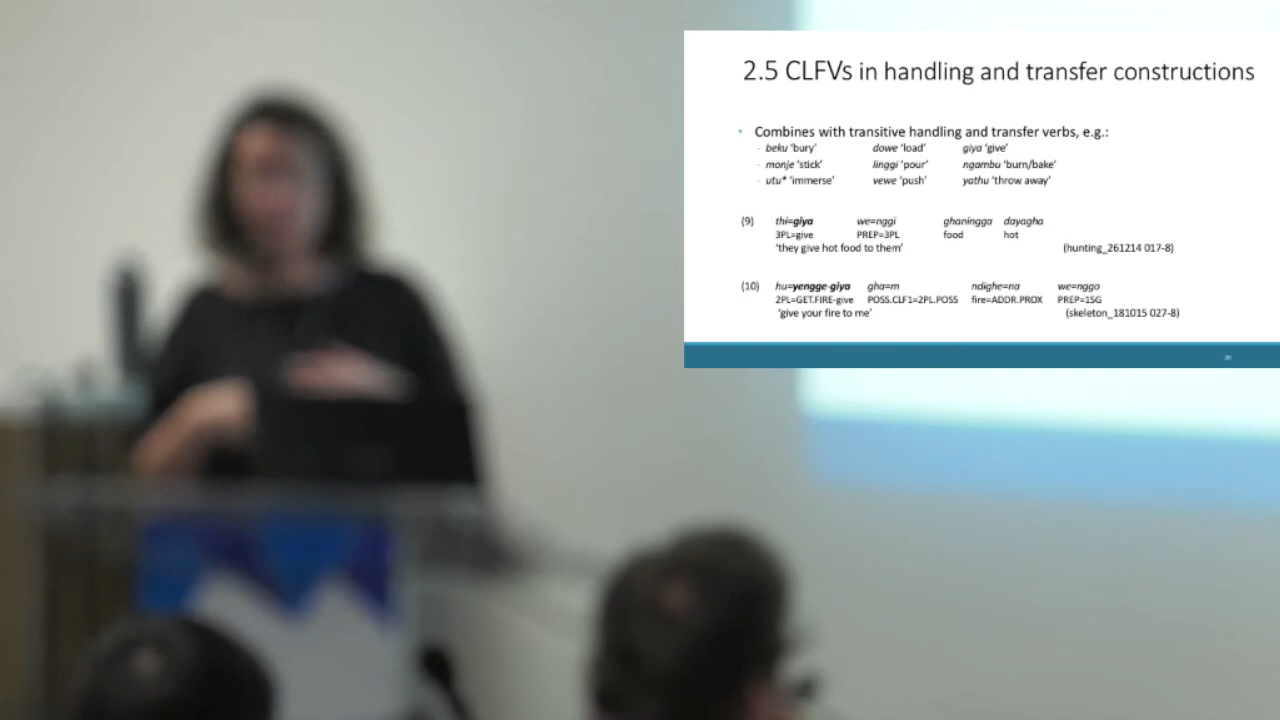 2.5 CLFVs in handling and transfer constructions
• Combines with transitive handling and transfer verbs, e.g.:
- beku ‘bury’ dowe ‘load’ giya ‘give’
- monje ‘stick’ linggi ‘pour’ ngambu ‘burn/bake’
- utu* ‘immerse’ vewe ‘push’ yathu ‘throw away’
(9) thi=giya we=nggi ghaningga dayagha
3PL=give PREP=3PL food hot
‘they give hot food to them’ (hunting_261214 017-8)
(10) hu=yengge-giya gha=m ndighe=na we=nggo
2PL=GET.FIRE-give POSS.CLF1=2PL.POSS fire=ADDR.PROX PREP=1SG
‘give your fire to me’ (skeleton_181015 027-8)